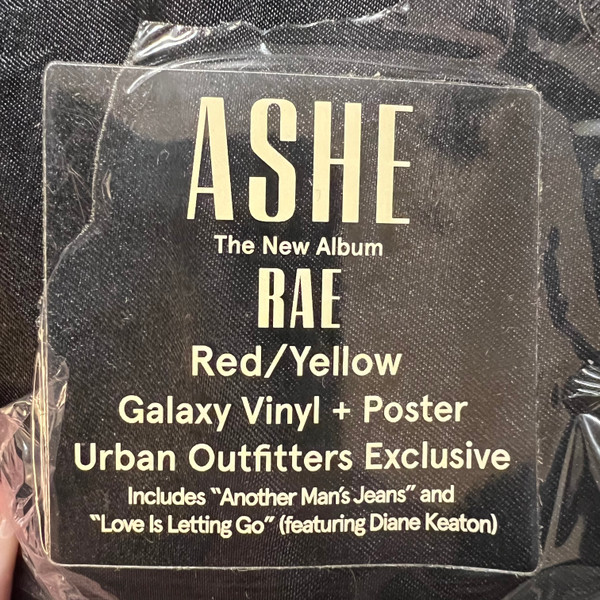 ASHE
The New Album
RAE
Red/Yellow
Galaxy Vinyl + Poster
Urban Outfitters Exclusive
Includes “Another Man’s Jeans” and
“Love Is Letting Go” (featuring Diane Keaton)